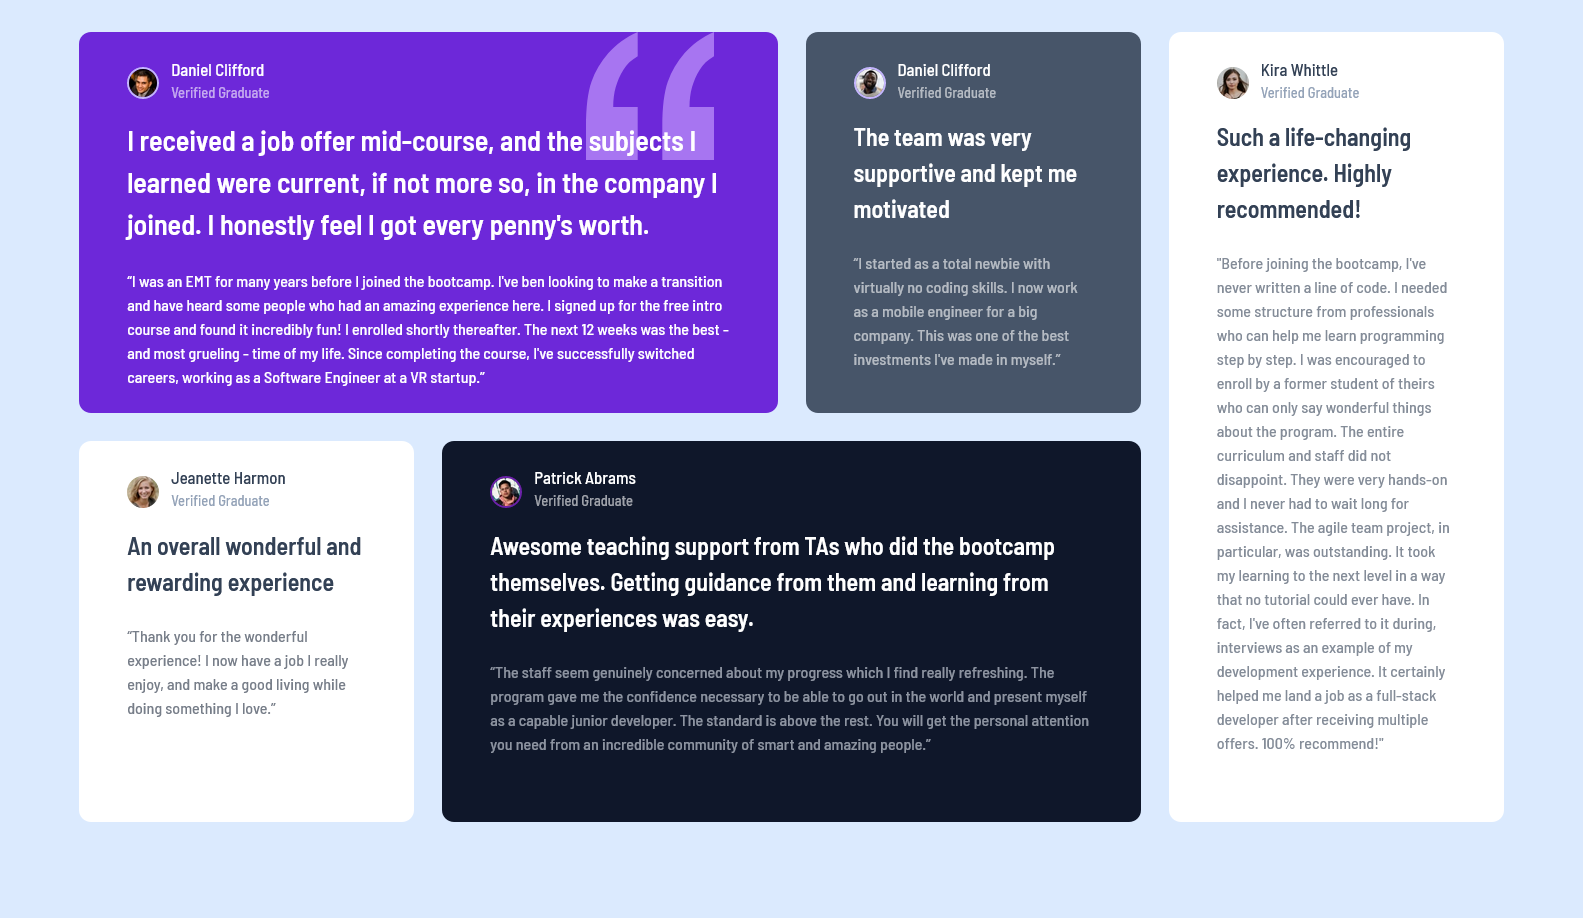 Daniel Clifford
Verified Graduate
I received a job offer mid-course, and the subjects I
learned were current, if not more so, in the company I
joined. I honestly feel I got every penny's worth.
“I was an EMT for many years before I joined the bootcamp. I've ben looking to make a transition
and have heard some people who had an amazing experience here. I signed up for the free intro
course and found it incredibly fun! I enrolled shortly thereafter. The next 12 weeks was the best –
and most grueling – time of my life. Since completing the course, I've successfully switched
careers, working as a Software Engineer at a VR startup.”
Daniel Clifford
Verified Graduate
The team was very
supportive and kept me
motivated
“I started as a total newbie with
virtually no coding skills. I now work
as a mobile engineer for a big
company. This was one of the best
investments I've made in myself.”
Kira Whittle
Verified Graduate
Such a life-changing
experience. Highly
recommended!
"Before joining the bootcamp, I've
never written a line of code. I needed
some structure from professionals
who can help me learn programming
step by step. I was encouraged to
enroll by a former student of theirs
who can only say wonderful things
about the program. The entire
curriculum and staff did not
disappoint. They were very hands-on
and I never had to wait long for
assistance. The agile team project, in
particular, was outstanding. It took
my learning to the next level in a way
that no tutorial could ever have. In
fact, I've often referred to it during,
interviews as an example of my
development experience. It certainly
helped me land a job as a full-stack
developer after receiving multiple
offers. 100% recommend!"
Jeanette Harmon
Verified Graduate
An overall wonderful and
rewarding experience
“Thank you for the wonderful
experience! I now have a job I really
enjoy, and make a good living while
doing something I love.”
Patrick Abrams
Verified Graduate
Awesome teaching support from TAs who did the bootcamp
themselves. Getting guidance from them and learning from
their experiences was easy.
“The staff seem genuinely concerned about my progress which I find really refreshing. The
program gave me the confidence necessary to be able to go out in the world and present myself
as a capable junior developer. The standard is above the rest. You will get the personal attention
you need from an incredible community of smart and amazing people.”